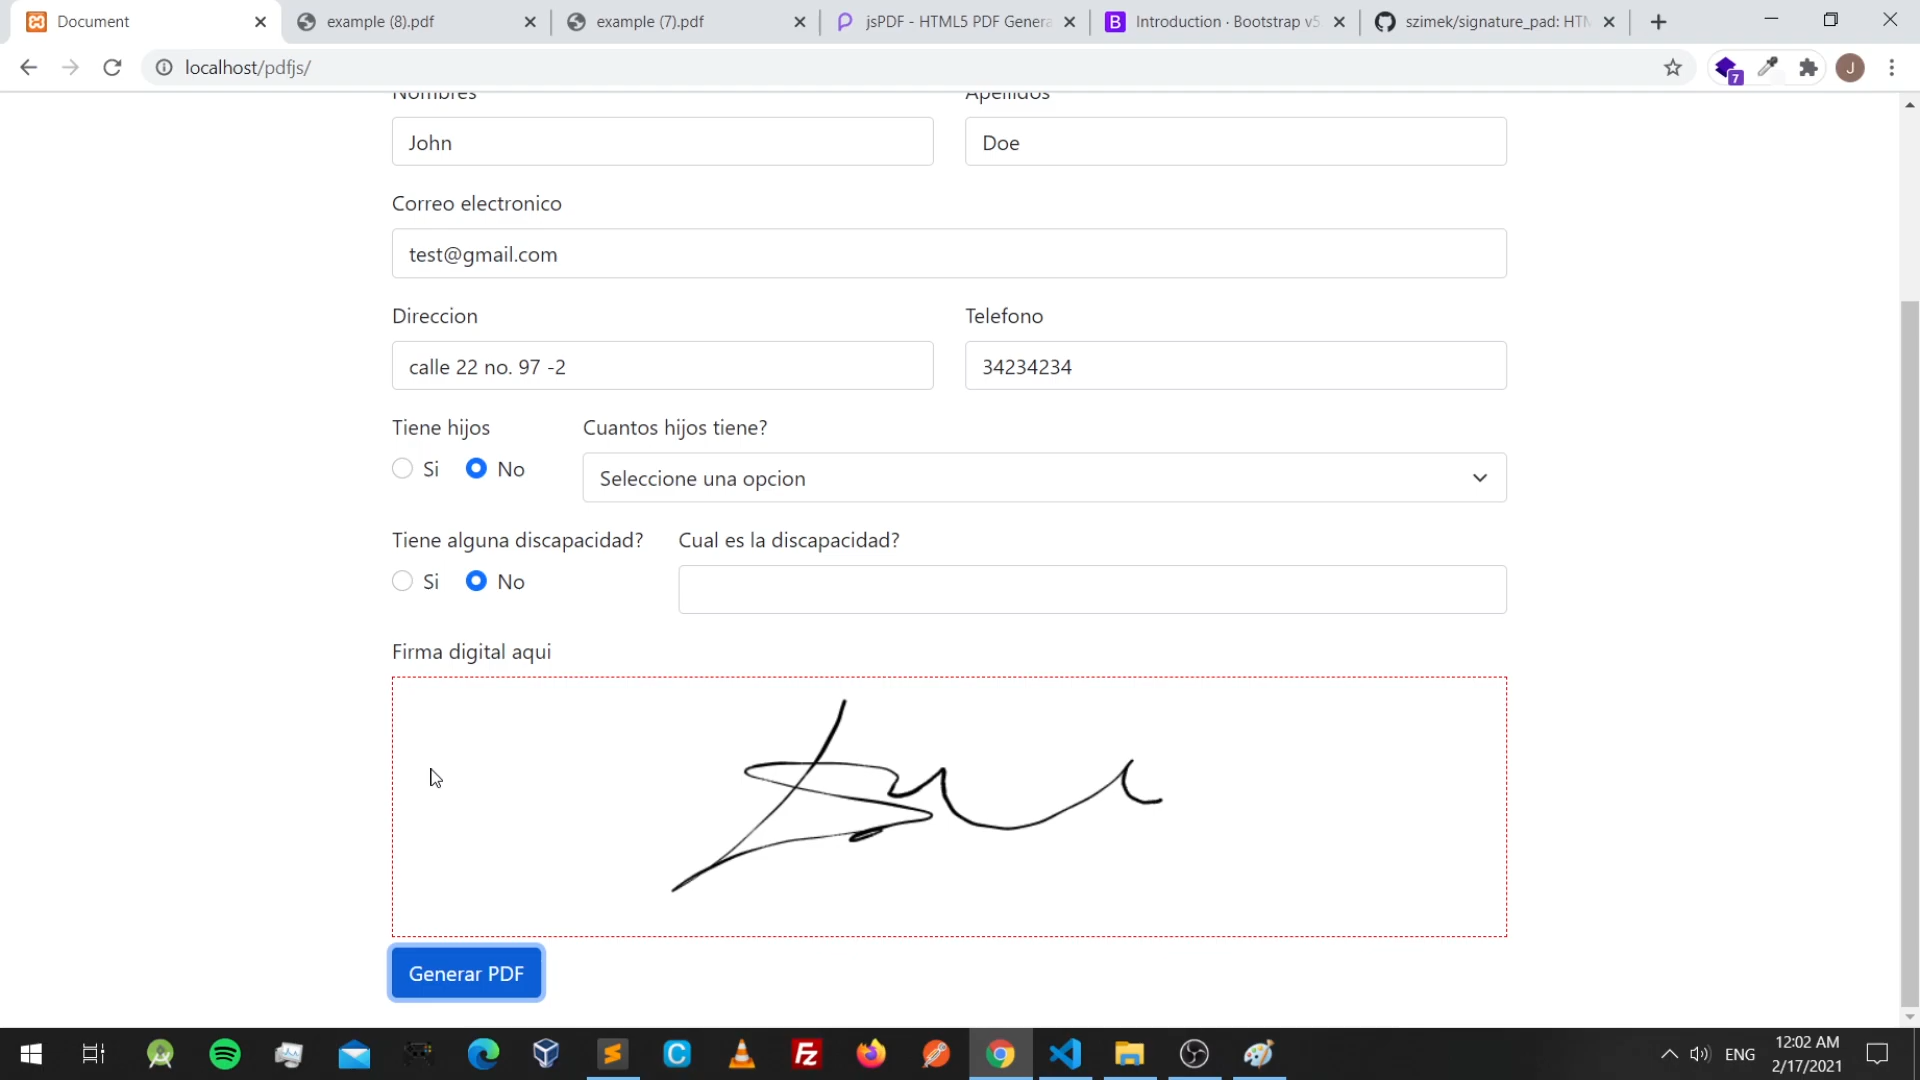 Document
example (8).pdf
example (7).pdf
jsPDF - HTML5 PDF Genera
Introduction · Bootstrap v5
szimek/signature_pad: HTM
localhost/pdfjs/
7
J
Nombres
Apellidos
John
Doe
Correo electronico
test@gmail.com
Direccion
Telefono
calle 22 no. 97 -2
34234234
Tiene hijos
Cuantos hijos tiene?
Si
No
Seleccione una opcion
Tiene alguna discapacidad?
Cual es la discapacidad?
Si
No
Firma digital aqui
Generar PDF
ENG
12:02 AM
2/17/2021